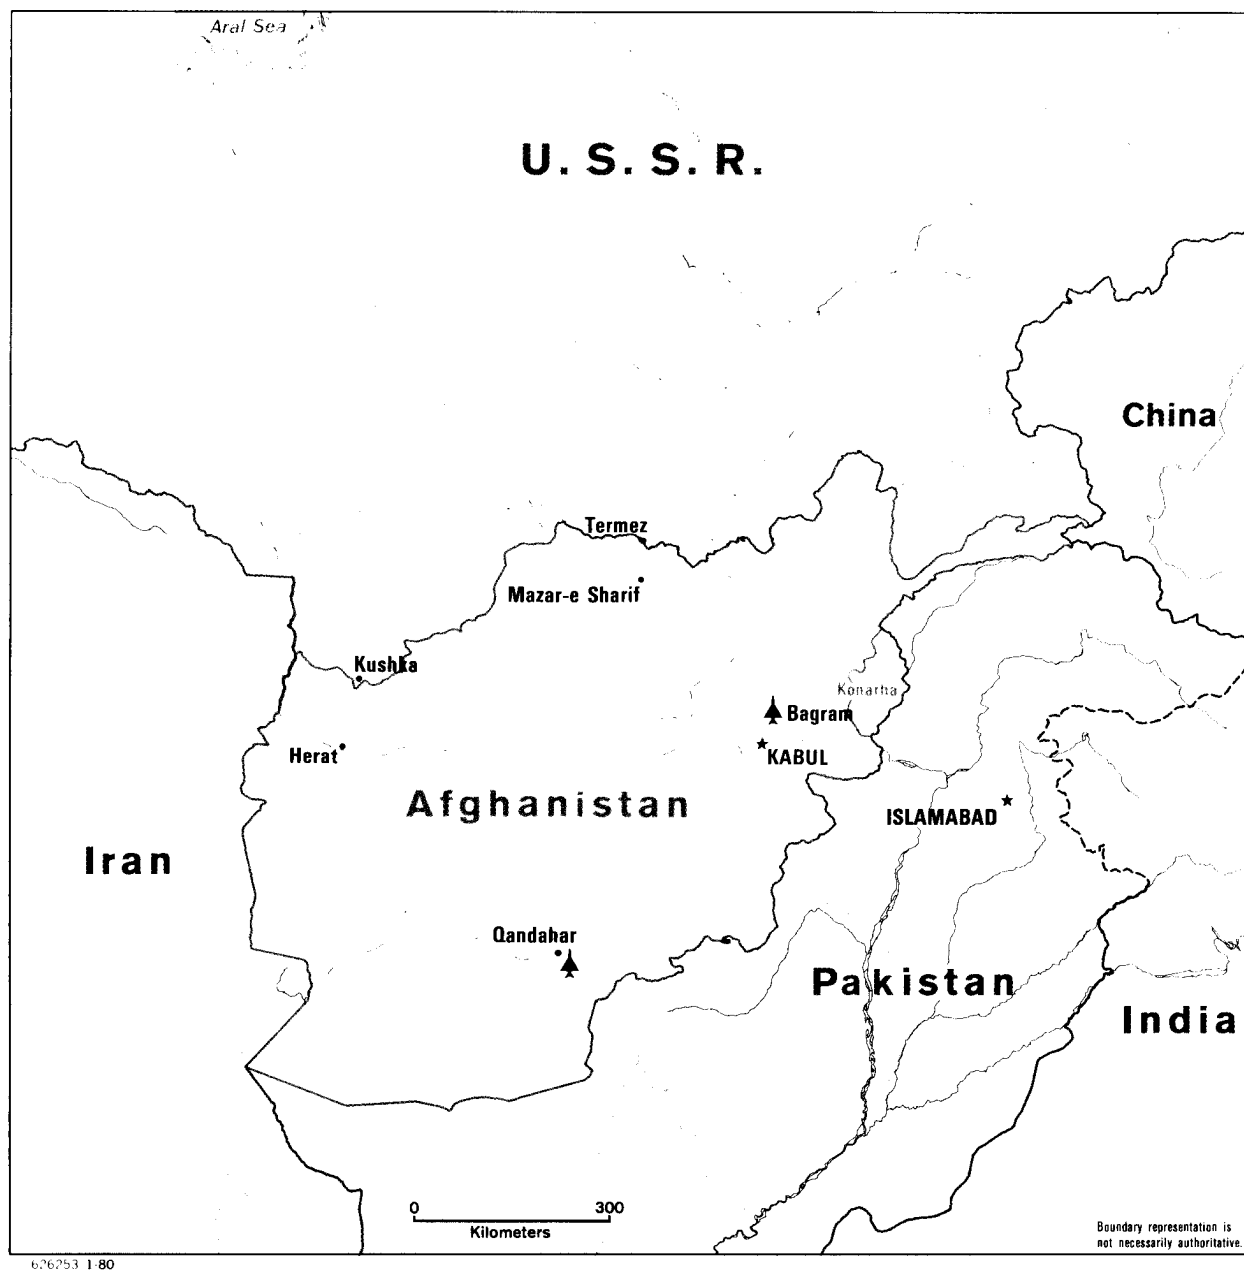 Aral Sea
U.S.S.R.
China
Termez
Mazar-e Sharif
Kushka
Konarha
Bagram
Herat
KABUL
Afghanistan
ISLAMABAD
Iran
Qandahar
Pakistan
India
0 300
Kilometers
Boundary representation is
not necessarily authoritative.
626253 1-80